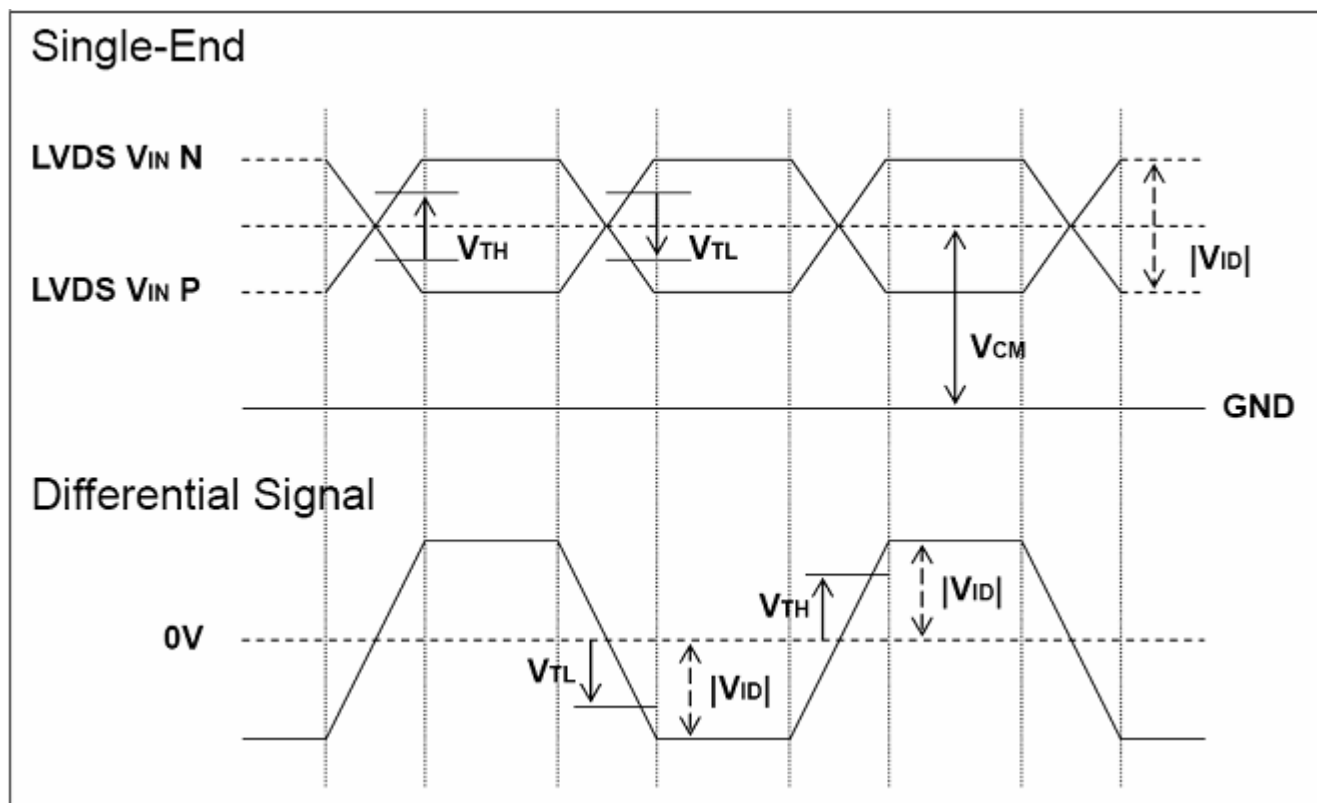 Single-End
LVDS VIN N
VTH
VTL
|VID|
LVDS VIN P
VCM
GND
Differential Signal
VTH
|VID|
0V
VTL
|VID|